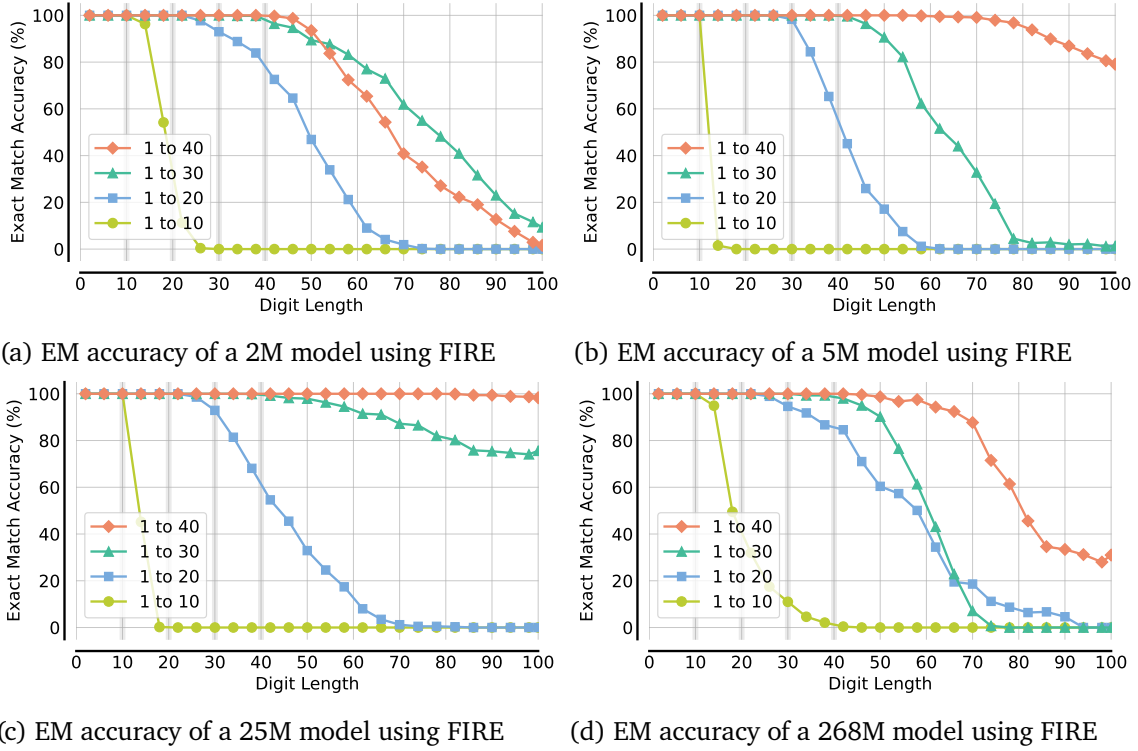 100
80
60
40
20
0
Exact Match Accuracy (%)
1 to 40
1 to 30
1 to 20
1 to 10
0 10 20 30 40 50 60 70 80 90 100
Digit Length
(a) EM accuracy of a 2M model using FIRE
100
80
60
40
20
0
Exact Match Accuracy (%)
1 to 40
1 to 30
1 to 20
1 to 10
0 10 20 30 40 50 60 70 80 90 100
Digit Length
(b) EM accuracy of a 5M model using FIRE
100
80
60
40
20
0
Exact Match Accuracy (%)
1 to 40
1 to 30
1 to 20
1 to 10
0 10 20 30 40 50 60 70 80 90 100
Digit Length
(c) EM accuracy of a 25M model using FIRE
100
80
60
40
20
0
Exact Match Accuracy (%)
1 to 40
1 to 30
1 to 20
1 to 10
0 10 20 30 40 50 60 70 80 90 100
Digit Length
(d) EM accuracy of a 268M model using FIRE